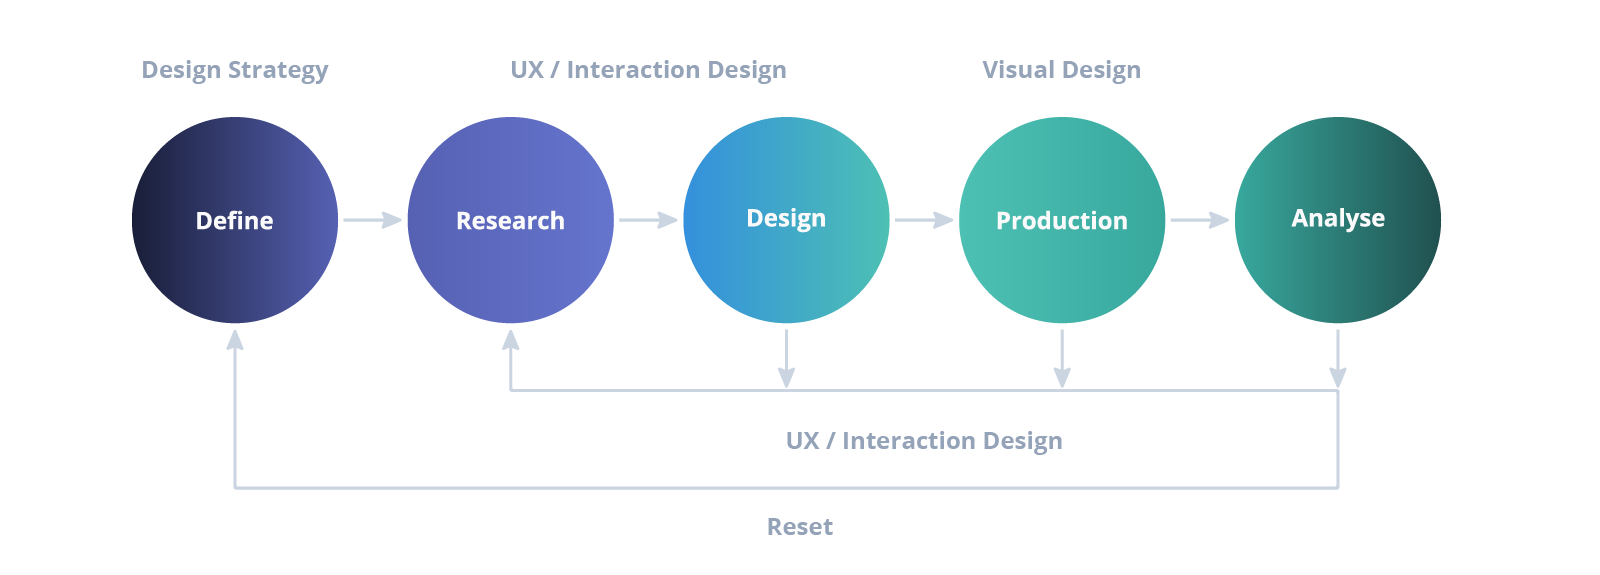 Design Strategy
UX / Interaction Design
Visual Design
Define
Research
Design
Production
Analyse
UX / Interaction Design
Reset